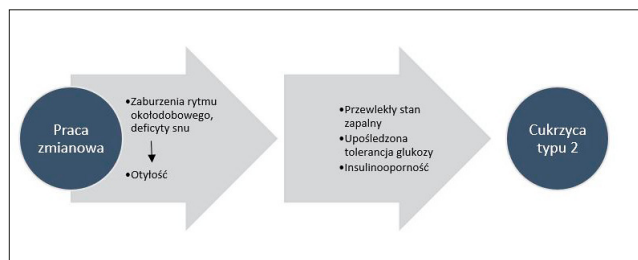 Praca
zmianowa
•Zaburzenia rytmu
okołodobowego,
deficyty snu
•Otyłość
•Przewlekły stan
zapalny
•Upośledzona
tolerancja glukozy
•Insulinooporność
Cukrzyca
typu 2